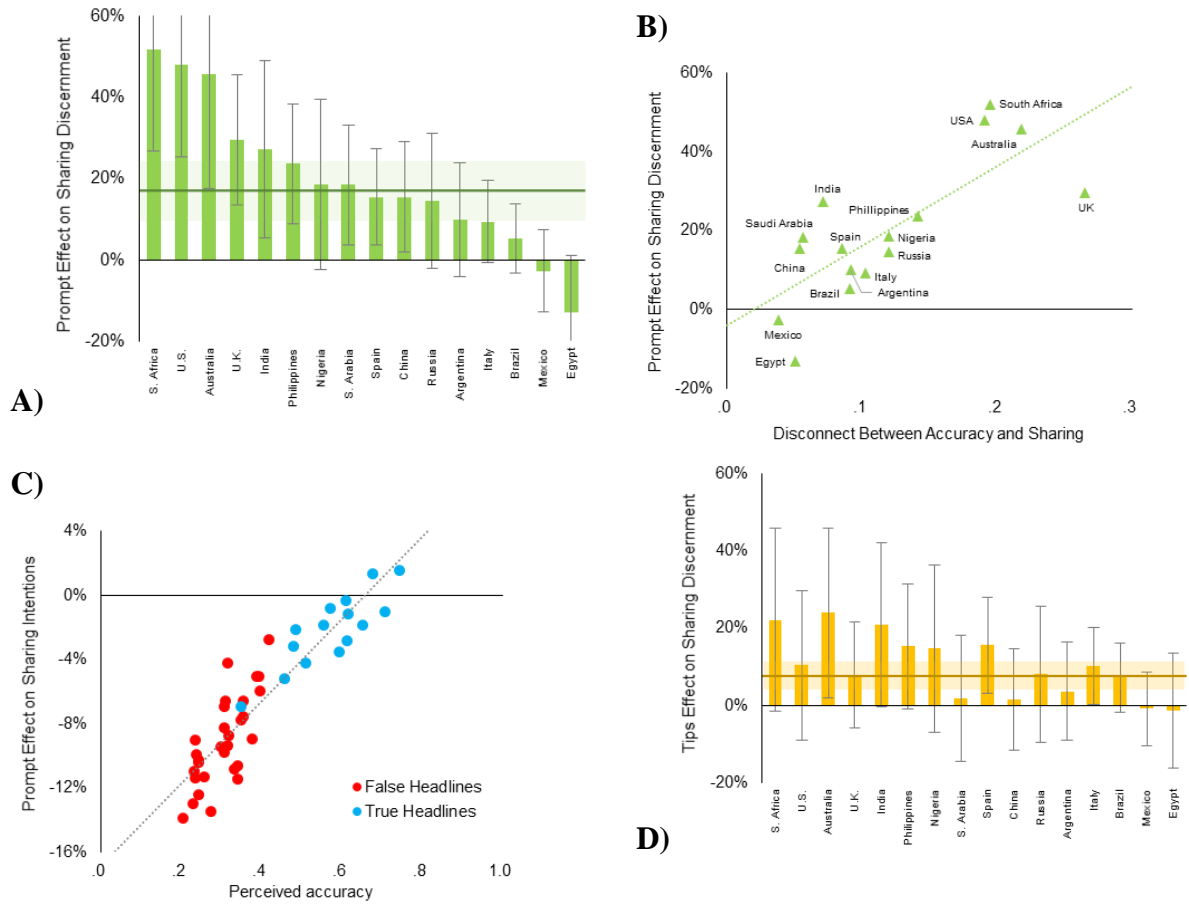 A)
Prompt Effect on Sharing Discernment
60%
40%
20%
0%
-20%
S. Africa
U.S.
Australia
U.K.
India
Philippines
Nigeria
S. Arabia
Spain
China
Russia
Argentina
Italy
Brazil
Mexico
Egypt
B)
Prompt Effect on Sharing Discernment
60%
40%
20%
0%
-20%
South Africa
USA
Australia
India
UK
Phillippines
Saudi Arabia
Spain
Nigeria
Russia
China
Italy
Brazil
Argentina
Mexico
Egypt
.0
.1
.2
.3
Disconnect Between Accuracy and Sharing
C)
Prompt Effect on Sharing Intentions
4%
0%
-4%
-8%
-12%
-16%
False Headlines
True Headlines
.0
.2
.4
.6
.8
1.0
Perceived accuracy
D)
Tips Effect on Sharing Discernment
60%
40%
20%
0%
-20%
S. Africa
U.S.
Australia
U.K.
India
Philippines
Nigeria
S. Arabia
Spain
China
Russia
Argentina
Italy
Brazil
Mexico
Egypt